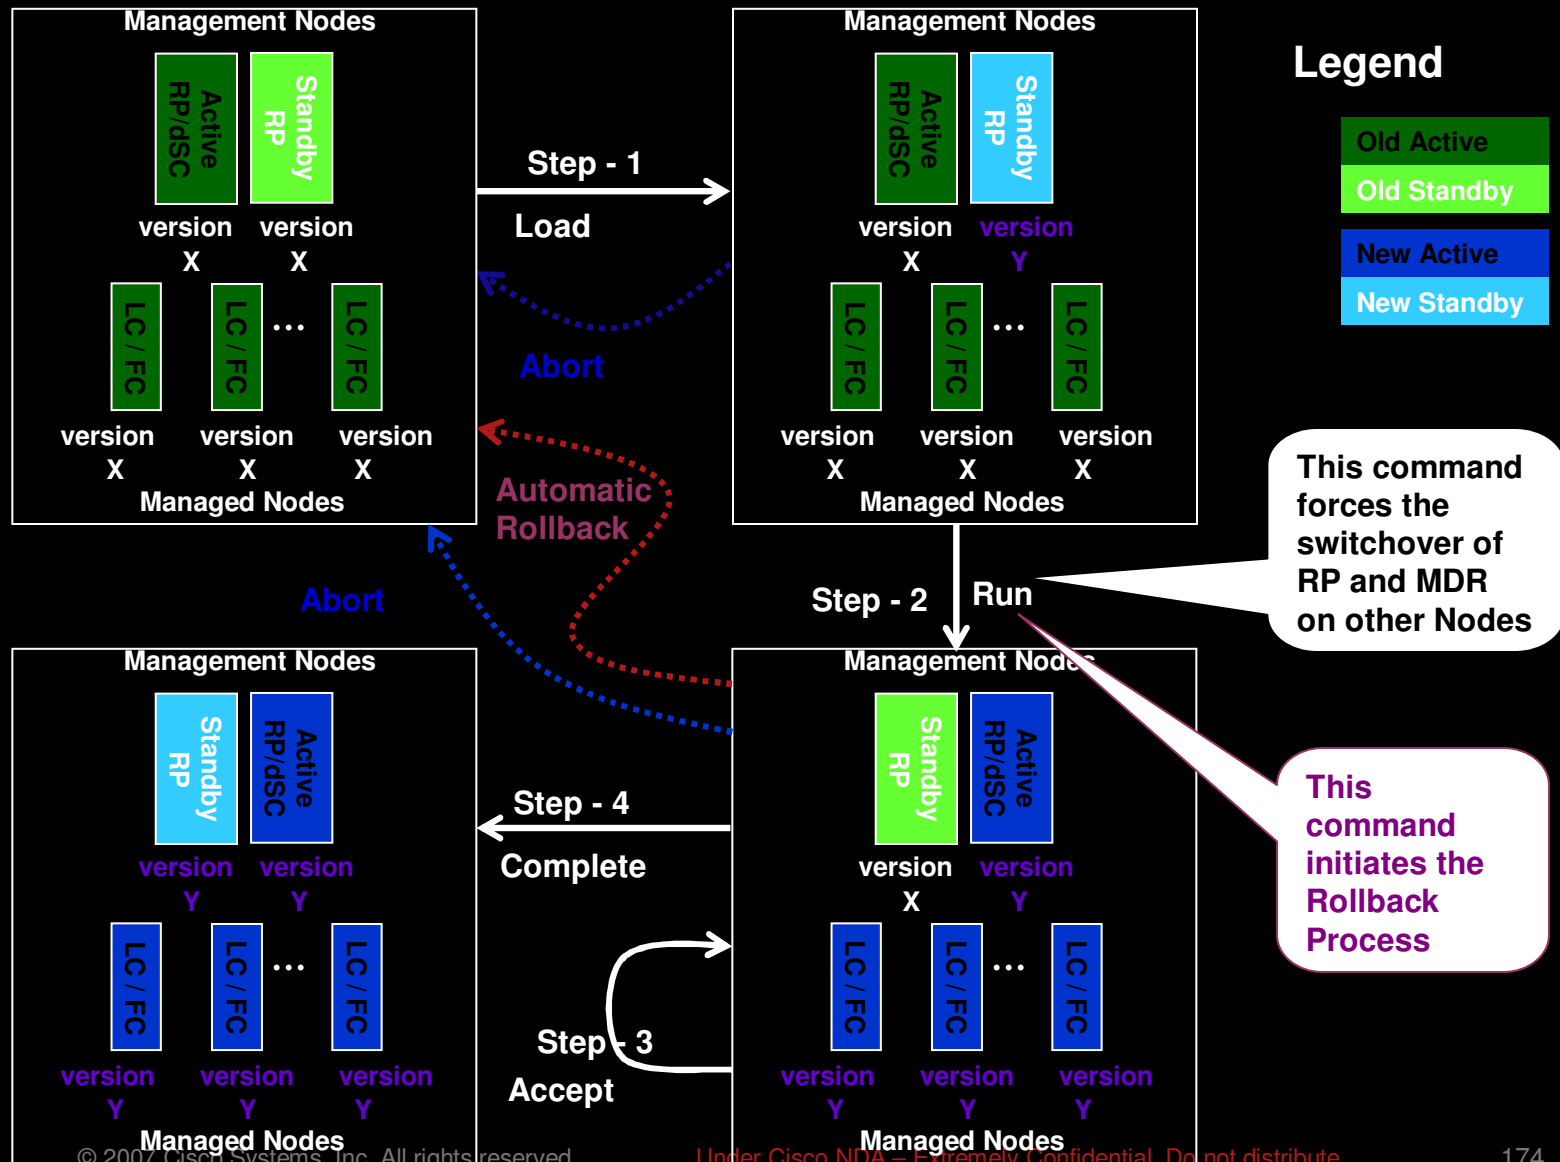 Management Nodes
Active
RP/dSC
Standby
RP
version
X
version
X
LC / FC
LC / FC
...
LC / FC
version
X
version
X
version
X
Managed Nodes
Step - 1
Load
Abort
Automatic
Rollback
Abort
Management Nodes
Active
RP/dSC
Standby
RP
version
X
version
Y
LC / FC
LC / FC
...
LC / FC
version
X
version
X
version
X
Managed Nodes
Legend
Old Active
Old Standby
New Active
New Standby
Step - 2
Run
This command
forces the
switchover of
RP and MDR
on other Nodes
This
command
initiates the
Rollback
Process
Management Nodes
Standby
RP
Active
RP/dSC
version
X
version
Y
LC / FC
LC / FC
...
LC / FC
version
Y
version
Y
version
Y
Managed Nodes
Step - 3
Accept
Step - 4
Complete
Management Nodes
Standby
RP
Active
RP/dSC
version
Y
version
Y
LC / FC
LC / FC
...
LC / FC
version
Y
version
Y
version
Y
Managed Nodes
© 2007 Cisco Systems, Inc. All rights reserved.
Under Cisco NDA – Extremely Confidential. Do not distribute
174